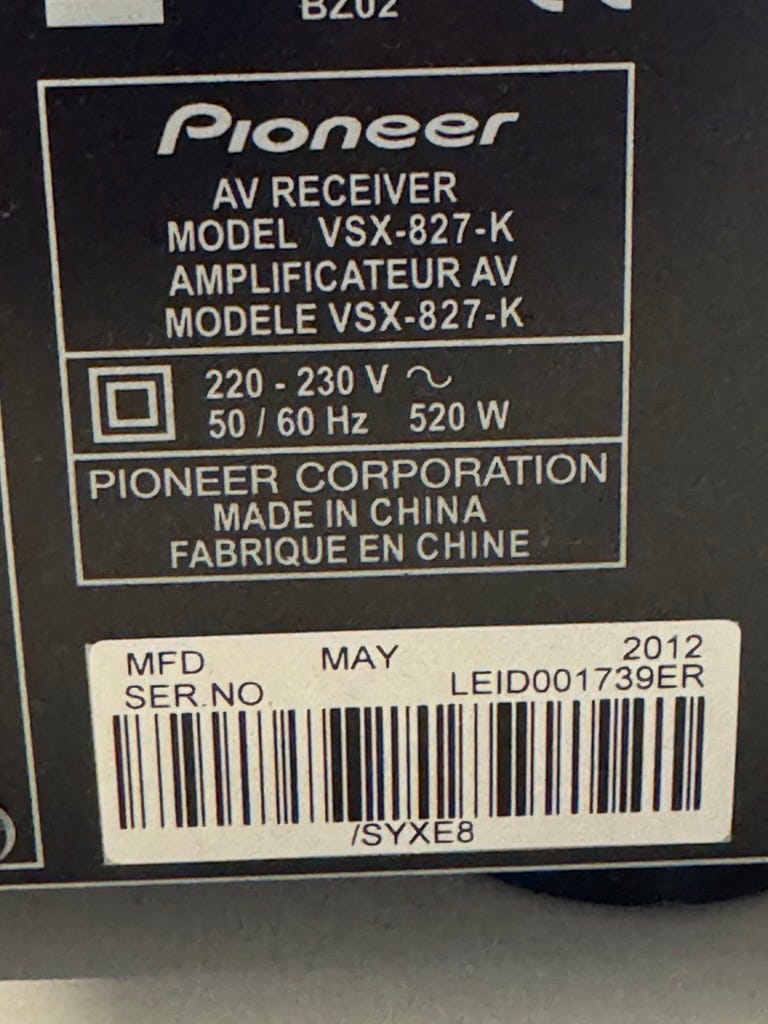 BZ02
Pioneer
AV RECEIVER
MODEL VSX-827-K
AMPLIFICATEUR AV
MODELE VSX-827-K
220 - 230 V ~
50 / 60 Hz 520 W
PIONEER CORPORATION
MADE IN CHINA
FABRIQUE EN CHINE
MFD MAY 2012
SER.NO LEID001739ER
/SYXE8